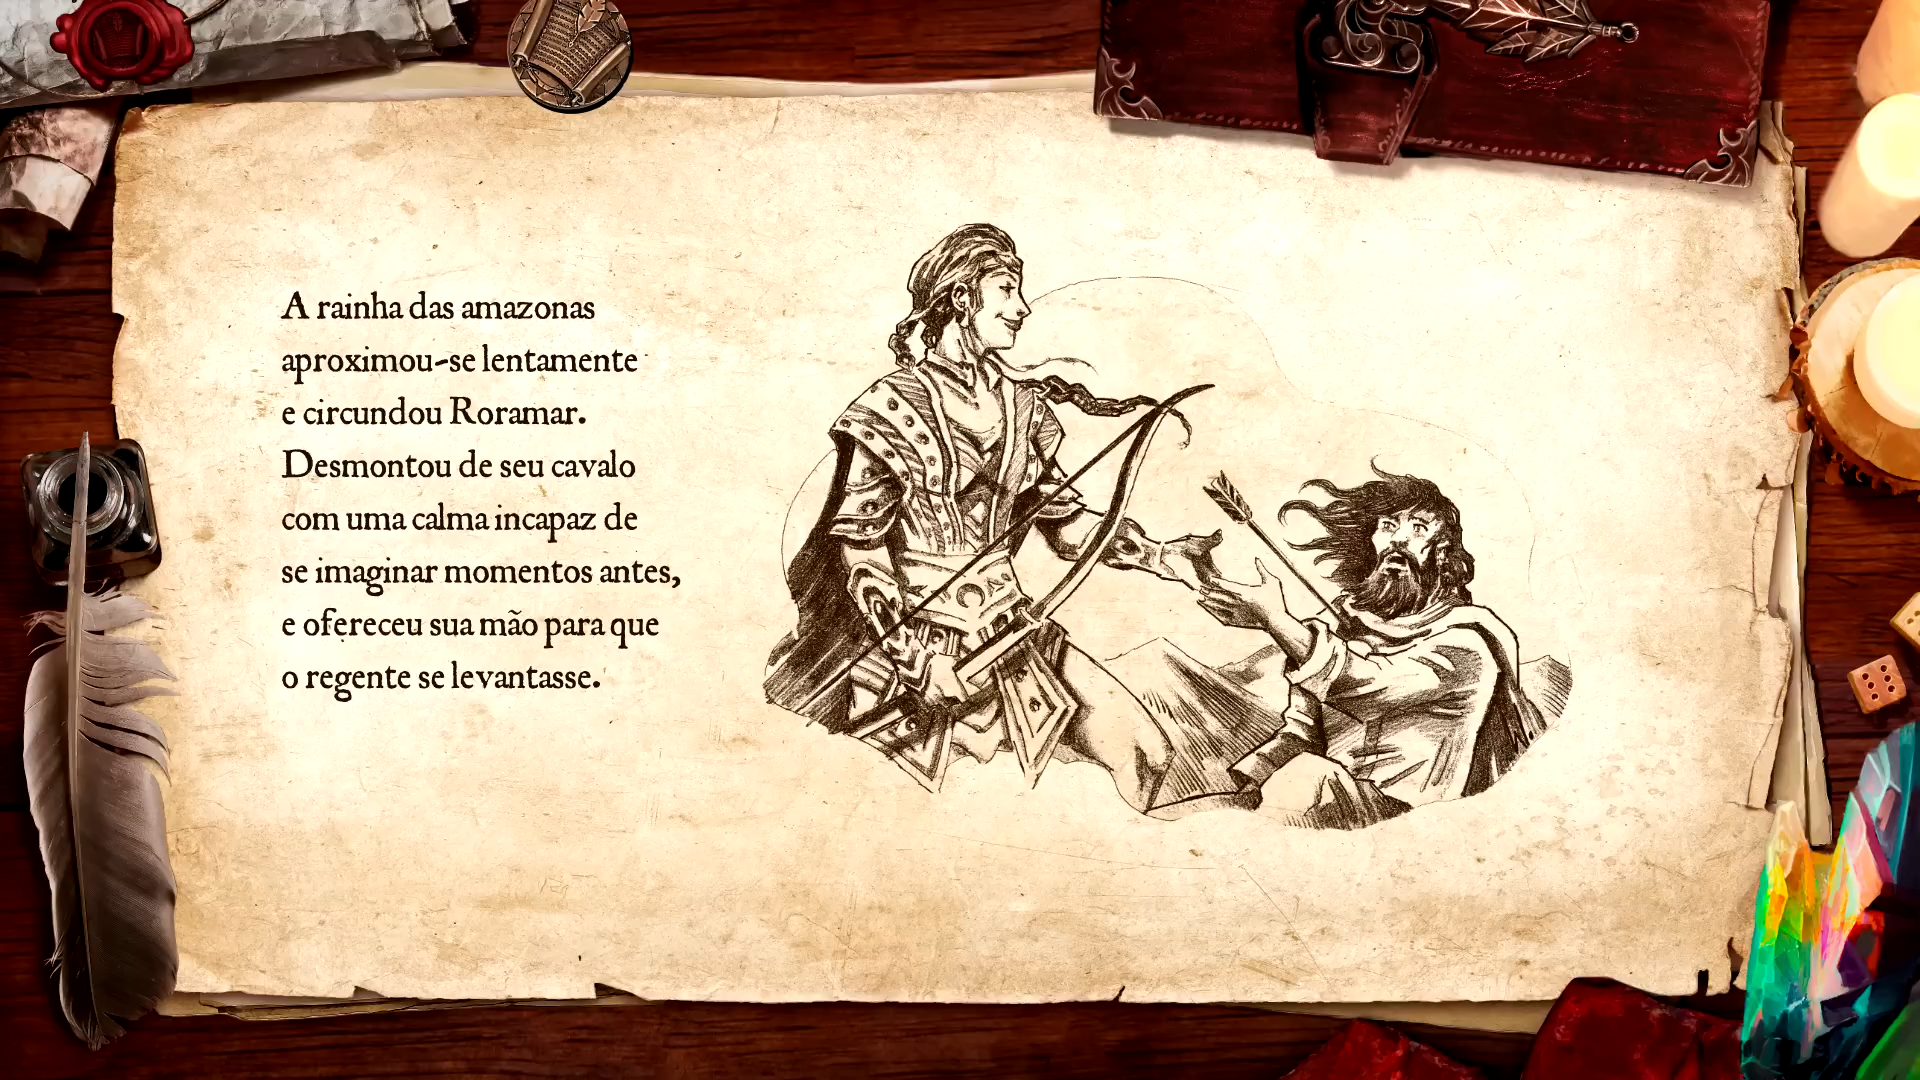 A rainha das amazonas
aproximou-se lentamente
e circundou Roramar.
Desmontou de seu cavalo
com uma calma incapaz de
se imaginar momentos antes,
e ofereceu sua mão para que
o regente se levantasse.